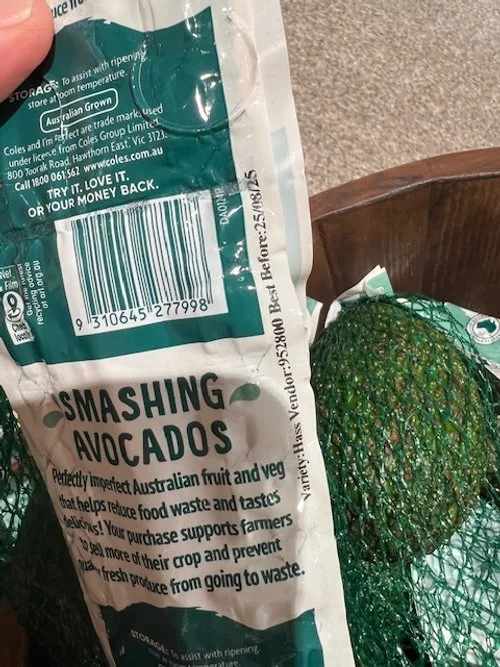 STORAGE: To assist with ripening,
store at room temperature.
Australian Grown
Coles and I'm Perfect are trade marks used
under licence from Coles Group Limited
800 Toorak Road, Hawthorn East, Vic 3123.
Call 1800 061 562 www.coles.com.au
TRY IT. LOVE IT.
OR YOUR MONEY BACK.
9 310645 277998
Variety:Hass Vendor:952800 Best Before:25/08/25
SMASHING
AVOCADOS
Perfectly imperfect Australian fruit and veg
that helps reduce food waste and tastes
delicious! Your purchase supports farmers
to sell more of their crop and prevent
fresh produce from going to waste.
STORAGE: To assist with ripening,